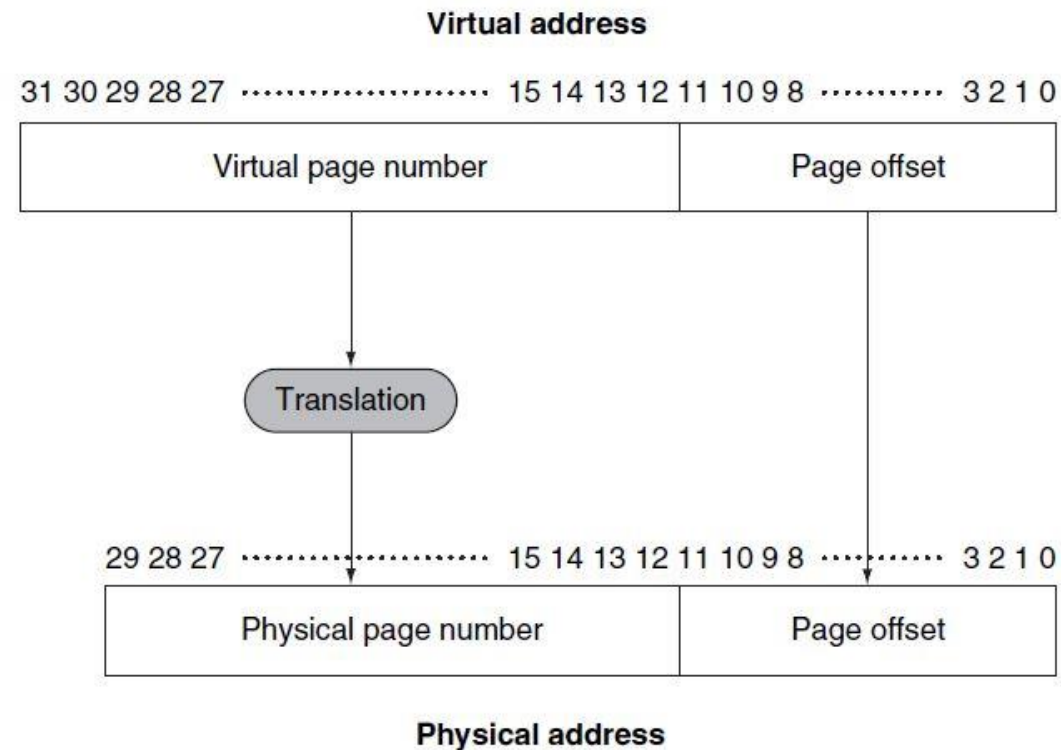 Virtual address
31 30 29 28 27 ···················· 15 14 13 12 11 10 9 8 ·········· 3 2 1 0
Virtual page number Page offset
Translation
29 28 27 ···················· 15 14 13 12 11 10 9 8 ·········· 3 2 1 0
Physical page number Page offset
Physical address